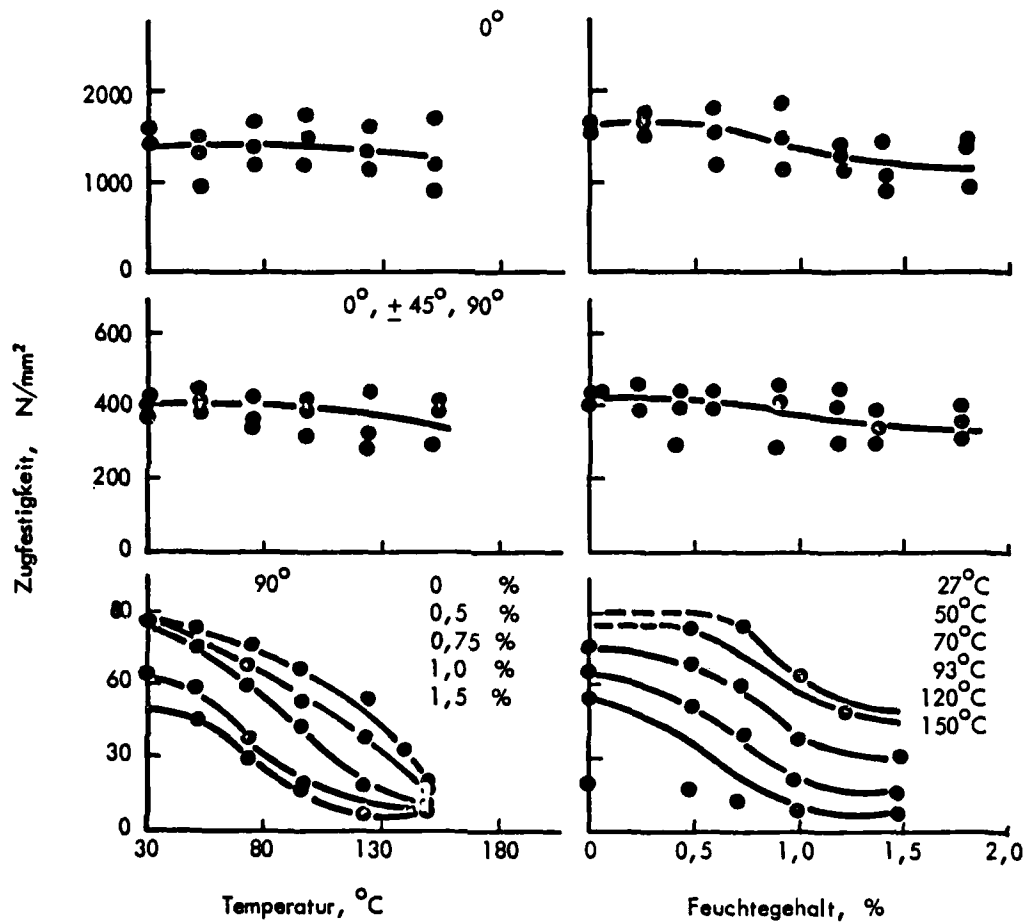 0°
2000
1000
0
0°, ± 45°, 90°
600
400
200
0
Zugfestigkeit, N/mm²
90°
0 %
0,5 %
0,75 %
1,0 %
1,5 %
27°C
50°C
70°C
93°C
120°C
150°C
80
60
30
0
30 80 130 180
0 0,5 1,0 1,5 2,0
Temperatur, °C
Feuchtegehalt, %